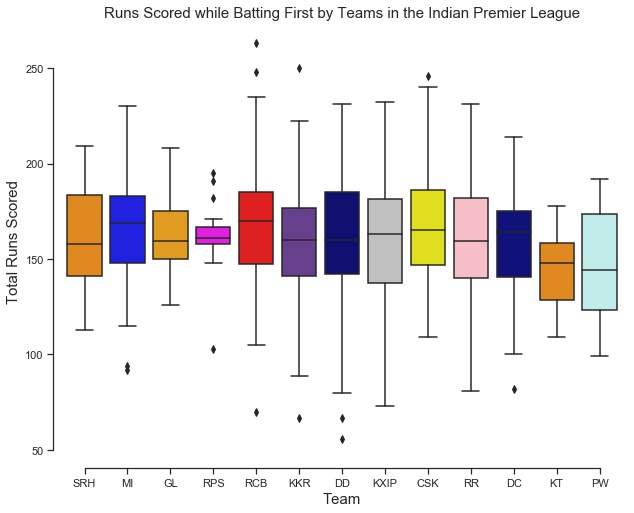 Runs Scored while Batting First by Teams in the Indian Premier League
250
200
150
100
50
Total Runs Scored
SRH MI GL RPS RCB KKR DD KXIP CSK RR DC KT PW
Team